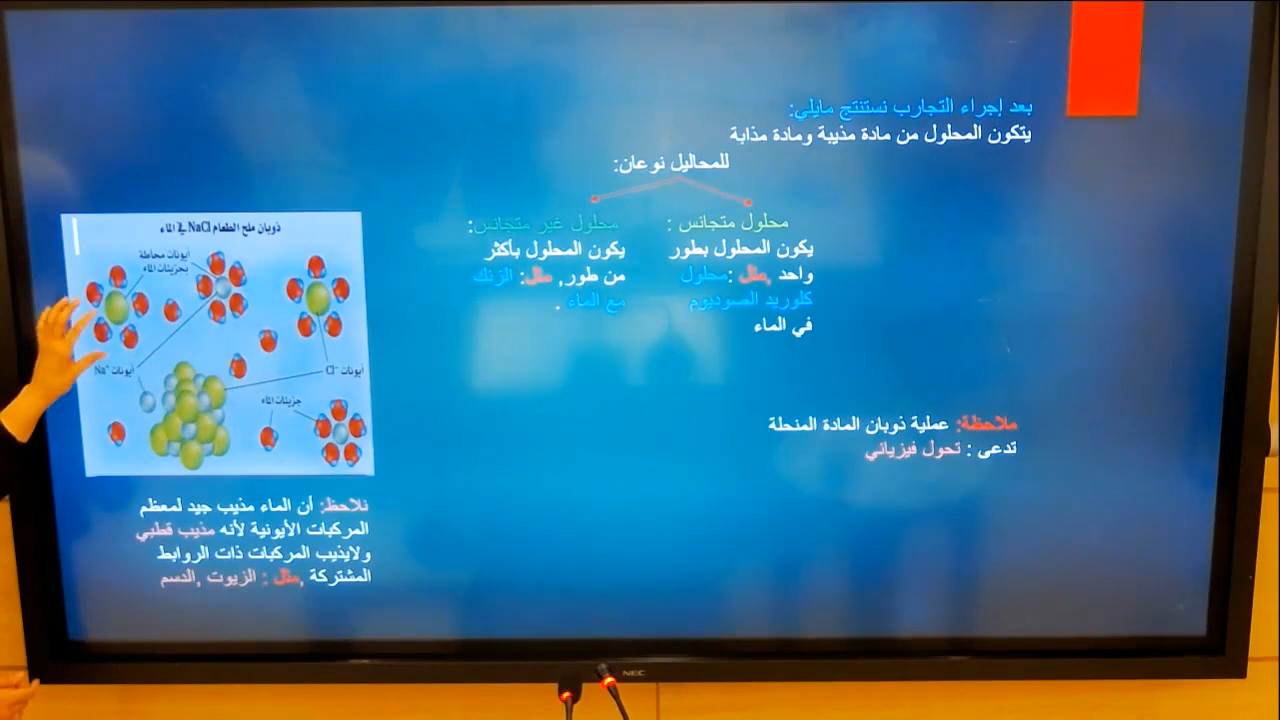 بعد إجراء التجارب نستنتج مايلي:
يتكون المحلول من مادة مذيبة ومادة مذابة
للمحاليل نوعان:
محلول متجانس :
يكون المحلول بطور
واحد ,مثل :محلول
كلوريد الصوديوم
في الماء
محلول غير متجانس:
يكون المحلول بأكثر
من طور, مثل: الزنك
مع الماء .
ملاحظة: عملية ذوبان المادة المنحلة
تدعى : تحول فيزيائي
ذوبان ملح الطعام NaCl في الماء
أيونات محاطة
بجزيئات الماء
أيونات Na⁺
أيونات Cl⁻
جزيئات الماء
نلاحظ: أن الماء مذيب جيد لمعظم
المركبات الأيونية لأنه مذيب قطبي
ولايذيب المركبات ذات الروابط
المشتركة ,مثل : الزيوت ,الدسم
NEC